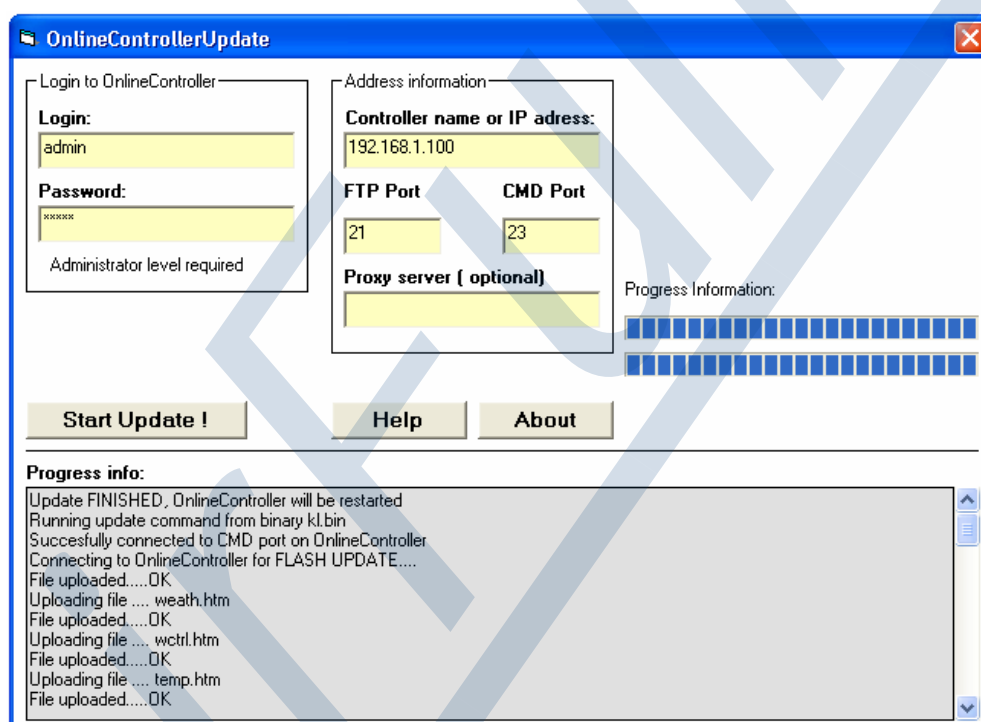 OnlineControllerUpdate
Login to OnlineController
Login:
admin
Password:
*****
Administrator level required
Address information
Controller name or IP adress:
192.168.1.100
FTP Port
CMD Port
21
23
Proxy server ( optional)
Progress Information:
Start Update !
Help
About
Progress info:
Update FINISHED, OnlineController will be restarted
Running update command from binary kl.bin
Succesfully connected to CMD port on OnlineController
Connecting to OnlineController for FLASH UPDATE....
File uploaded.....OK
Uploading file .... weath.htm
File uploaded.....OK
Uploading file .... wctrl.htm
File uploaded.....OK
Uploading file .... temp.htm
File uploaded.....OK